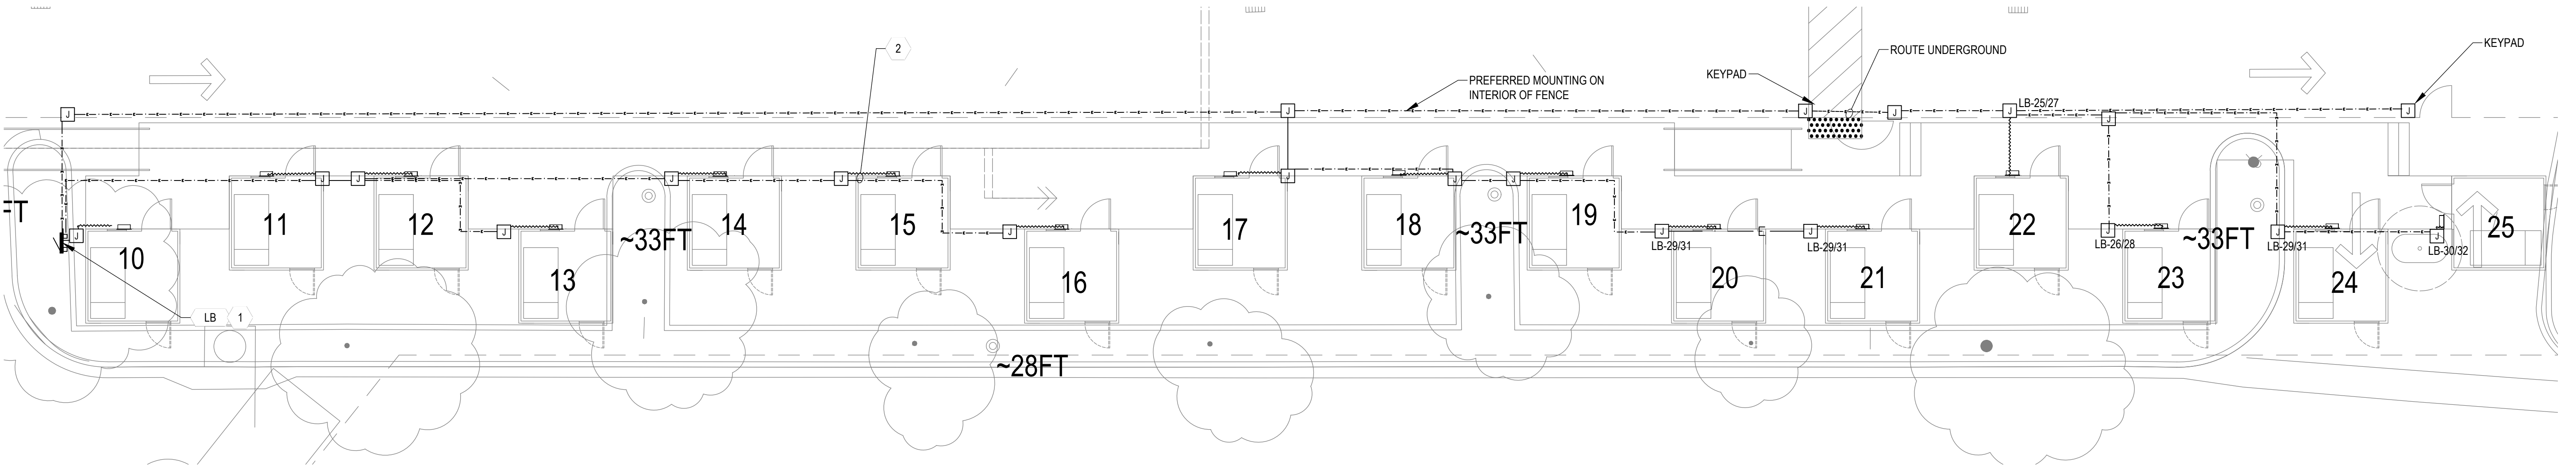 2
PREFERRED MOUNTING ON
INTERIOR OF FENCE
KEYPAD
ROUTE UNDERGROUND
KEYPAD
J
J
J
J
LB-25/27
J
J
J
J
J
J
J
J
J
J
J
FT
J
10
11
12
J
13
~33FT
14
15
J
16
17
18
~33FT
19
J
LB-29/31
20
E
J
LB-29/31
21
22
J
LB-26/28
23
~33FT
J
LB-29/31
24
J
LB-30/32
25
LB
1
~28FT